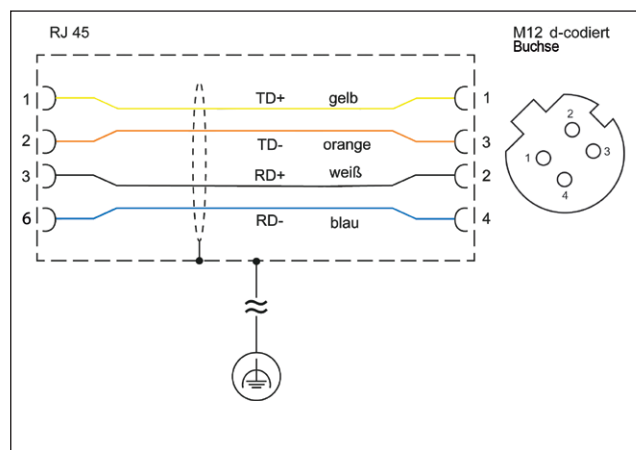 RJ 45
M12 d-codiert
Buchse
1 TD+ gelb 1
2 TD- orange 3
3 RD+ weiß 2
6 RD- blau 4
2
1 3
4